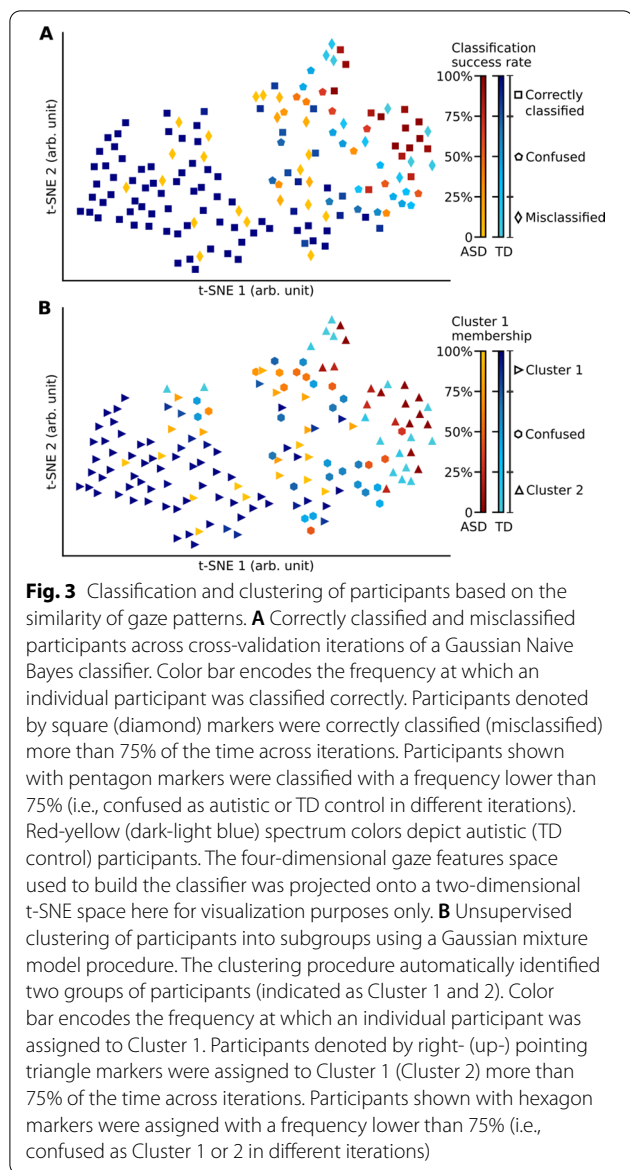 A
Classification
success rate
100%
75%
50%
25%
0
ASD TD
Correctly
classified
Confused
Misclassified
t-SNE 2 (arb. unit)
t-SNE 1 (arb. unit)
B
Cluster 1
membership
100%
75%
50%
25%
0
ASD TD
Cluster 1
Confused
Cluster 2
t-SNE 2 (arb. unit)
t-SNE 1 (arb. unit)
Fig. 3 Classification and clustering of participants based on the
similarity of gaze patterns. A Correctly classified and misclassified
participants across cross-validation iterations of a Gaussian Naive
Bayes classifier. Color bar encodes the frequency at which an
individual participant was classified correctly. Participants denoted
by square (diamond) markers were correctly classified (misclassified)
more than 75% of the time across iterations. Participants shown
with pentagon markers were classified with a frequency lower than
75% (i.e., confused as autistic or TD control in different iterations).
Red-yellow (dark-light blue) spectrum colors depict autistic (TD
control) participants. The four-dimensional gaze features space
used to build the classifier was projected onto a two-dimensional
t-SNE space here for visualization purposes only. B Unsupervised
clustering of participants into subgroups using a Gaussian mixture
model procedure. The clustering procedure automatically identified
two groups of participants (indicated as Cluster 1 and 2). Color
bar encodes the frequency at which an individual participant was
assigned to Cluster 1. Participants denoted by right- (up-) pointing
triangle markers were assigned to Cluster 1 (Cluster 2) more than
75% of the time across iterations. Participants shown with hexagon
markers were assigned with a frequency lower than 75% (i.e.,
confused as Cluster 1 or 2 in different iterations)